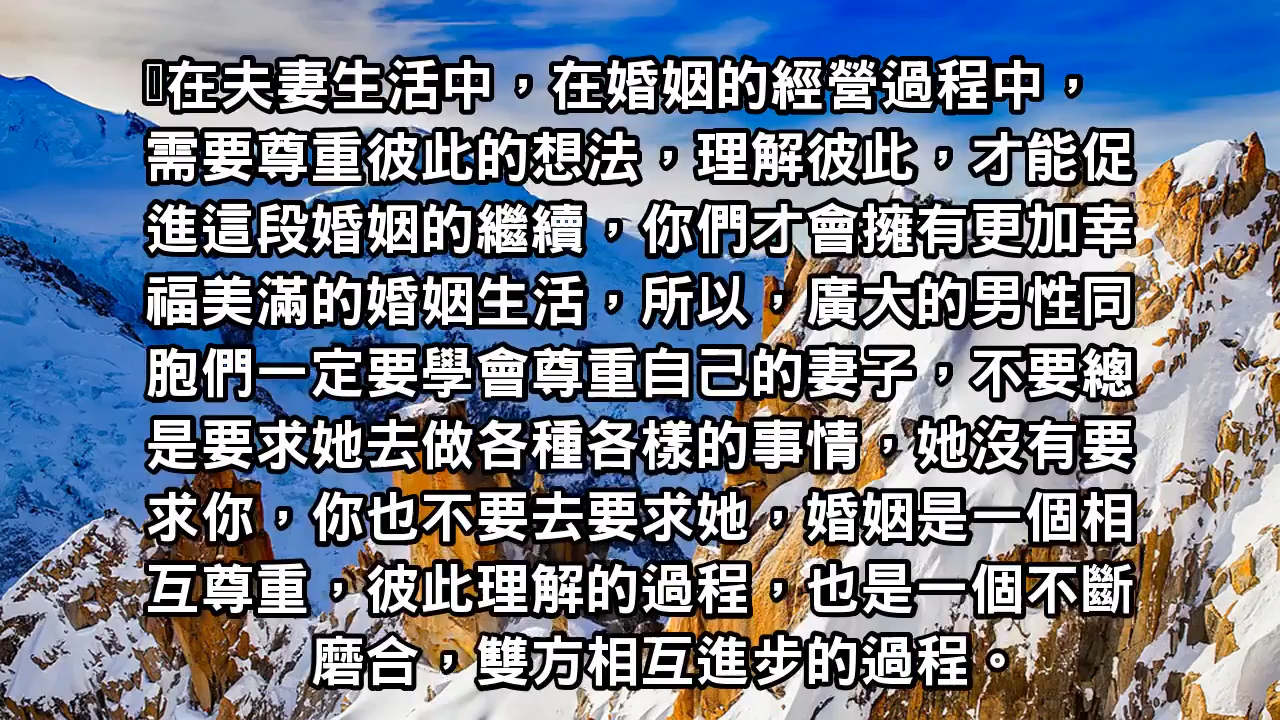 在夫妻生活中，在婚姻的經營過程中，
需要尊重彼此的想法，理解彼此，才能促
進這段婚姻的繼續，你們才會擁有更加幸
福美滿的婚姻生活，所以，廣大的男性同
胞們一定要學會尊重自己的妻子，不要總
是要求她去做各種各樣的事情，她沒有要
求你，你也不要去要求她，婚姻是一個相
互尊重，彼此理解的過程，也是一個不斷
磨合，雙方相互進步的過程。